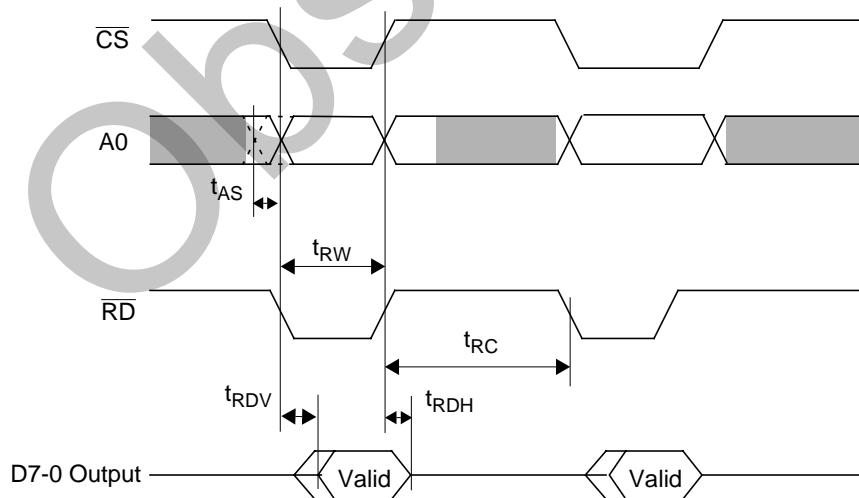 Obs
CS
A0
tAS
tRW
RD
tRC
tRDV
tRDH
D7-0 Output
Valid
Valid